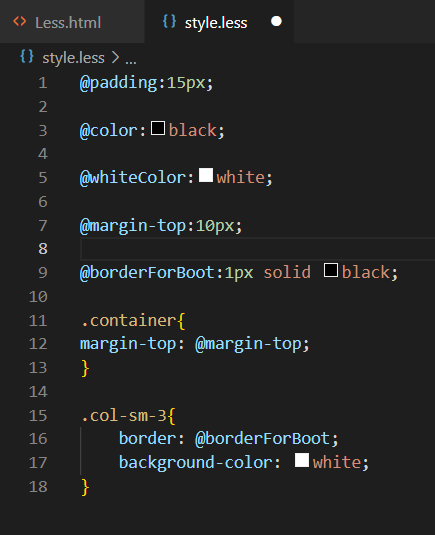 Less.html
style.less
style.less > ...
1 @padding:15px;
2
3 @color:black;
4
5 @whiteColor:white;
6
7 @margin-top:10px;
8
9 @borderForBoot:1px solid black;
10
11 .container{
12 margin-top: @margin-top;
13 }
14
15 .col-sm-3{
16     border: @borderForBoot;
17     background-color: white;
18 }